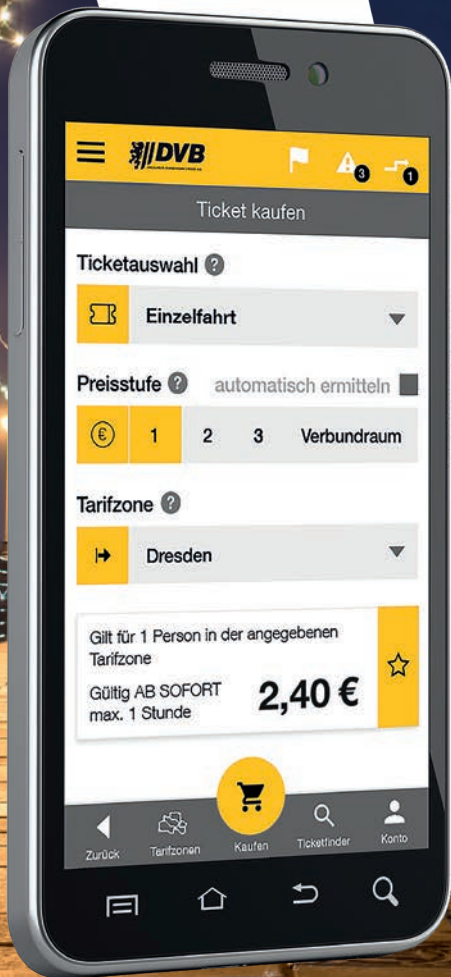 DVB
3
1
Ticket kaufen
Ticketauswahl ?
Einzelfahrt
Preisstufe ? automatisch ermitteln
€ 1 2 3 Verbundraum
Tarifzone ?
Dresden
Gilt für 1 Person in der angegebenen
Tarifzone
Gültig AB SOFORT
max. 1 Stunde
2,40 €
Zurück Tarifzonen Kaufen Ticketfinder Konto